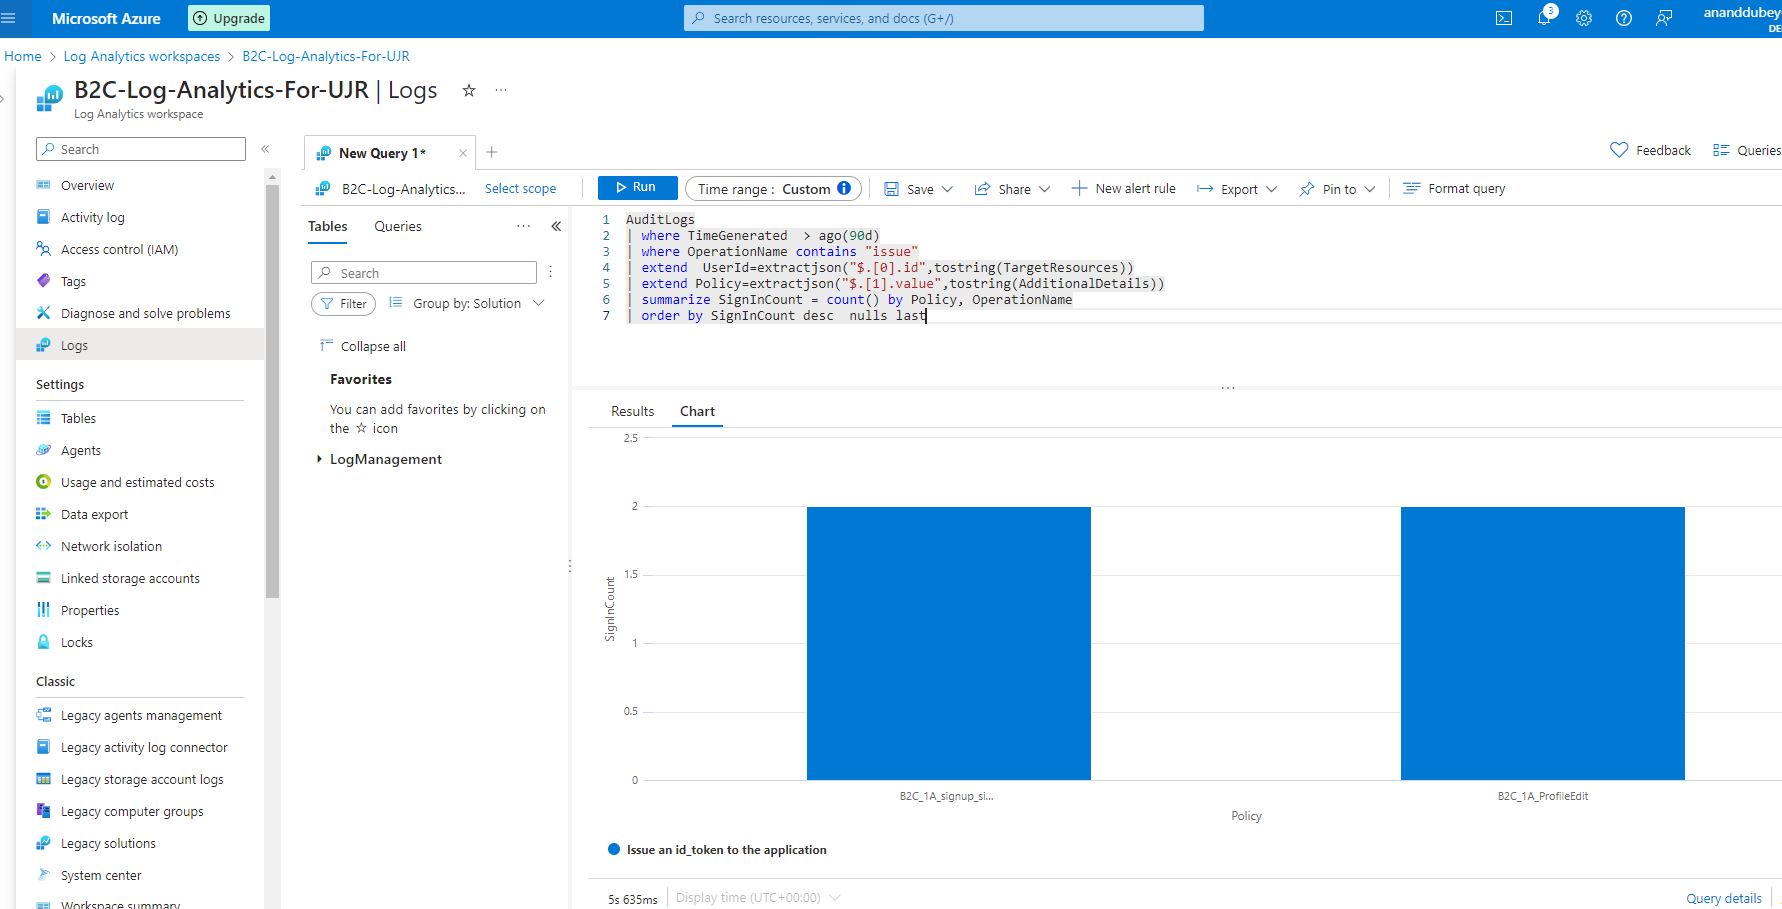 Microsoft Azure
Upgrade
Search resources, services, and docs (G+/)
3
ananddubey
DE
Home > Log Analytics workspaces > B2C-Log-Analytics-For-UJR
B2C-Log-Analytics-For-UJR | Logs
Log Analytics workspace
Search
Overview
Activity log
Access control (IAM)
Tags
Diagnose and solve problems
Logs
Settings
Tables
Agents
Usage and estimated costs
Data export
Network isolation
Linked storage accounts
Properties
Locks
Classic
Legacy agents management
Legacy activity log connector
Legacy storage account logs
Legacy computer groups
Legacy solutions
System center
Workspace summary
New Query 1*
Feedback
Queries
B2C-Log-Analytics...
Select scope
Run
Time range : Custom
Save
Share
New alert rule
Export
Pin to
Format query
Tables
Queries
Search
Filter
Group by: Solution
Collapse all
Favorites
You can add favorites by clicking on
the ☆ icon
LogManagement
1 AuditLogs
2 | where TimeGenerated  > ago(90d)
3 | where OperationName contains "issue"
4 | extend  UserId=extractjson("$.[0].id",tostring(TargetResources))
5 | extend Policy=extractjson("$.[1].value",tostring(AdditionalDetails))
6 | summarize SignInCount = count() by Policy, OperationName
7 | order by SignInCount desc  nulls last
Results
Chart
2.5
2
1.5
1
0.5
0
SignInCount
B2C_1A_signup_si...
B2C_1A_ProfileEdit
Policy
Issue an id_token to the application
5s 635ms
Display time (UTC+00:00)
Query details